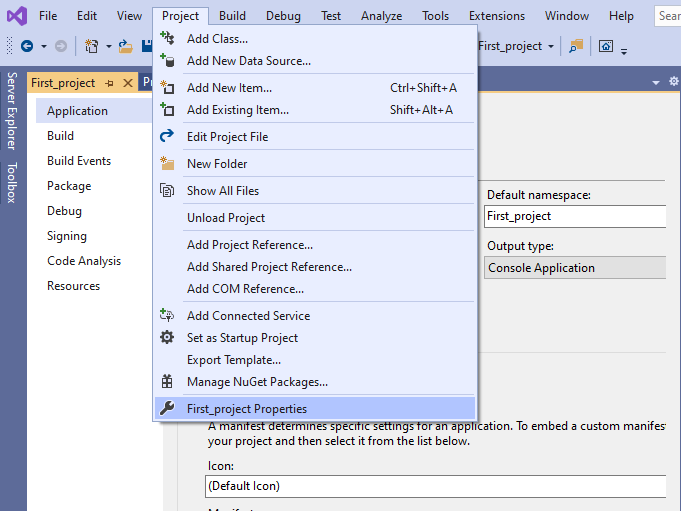 File Edit View Project Build Debug Test Analyze Tools Extensions Window Help Sear
First_project
First_project
Server Explorer
Toolbox
Application
Build
Build Events
Package
Debug
Signing
Code Analysis
Resources
Add Class...
Add New Data Source...
Add New Item... Ctrl+Shift+A
Add Existing Item... Shift+Alt+A
Edit Project File
New Folder
Show All Files
Unload Project
Add Project Reference...
Add Shared Project Reference...
Add COM Reference...
Add Connected Service
Set as Startup Project
Export Template...
Manage NuGet Packages...
First_project Properties
Default namespace:
First_project
Output type:
Console Application
A manifest determines specific settings for an application. To embed a custom manifest
your project and then select it from the list below.
Icon:
(Default Icon)